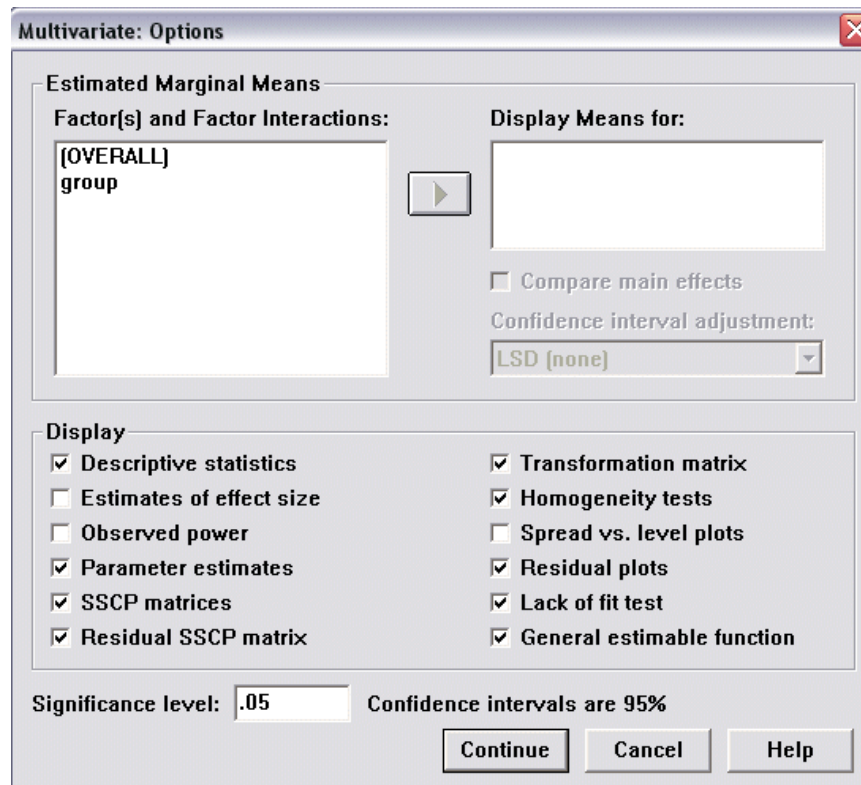 Multivariate: Options
Estimated Marginal Means
Factor(s) and Factor Interactions:
(OVERALL)
group
Display Means for:
Compare main effects
Confidence interval adjustment:
LSD (none)
Display
Descriptive statistics
Estimates of effect size
Observed power
Parameter estimates
SSCP matrices
Residual SSCP matrix
Transformation matrix
Homogeneity tests
Spread vs. level plots
Residual plots
Lack of fit test
General estimable function
Significance level: .05 Confidence intervals are 95%
Continue Cancel Help